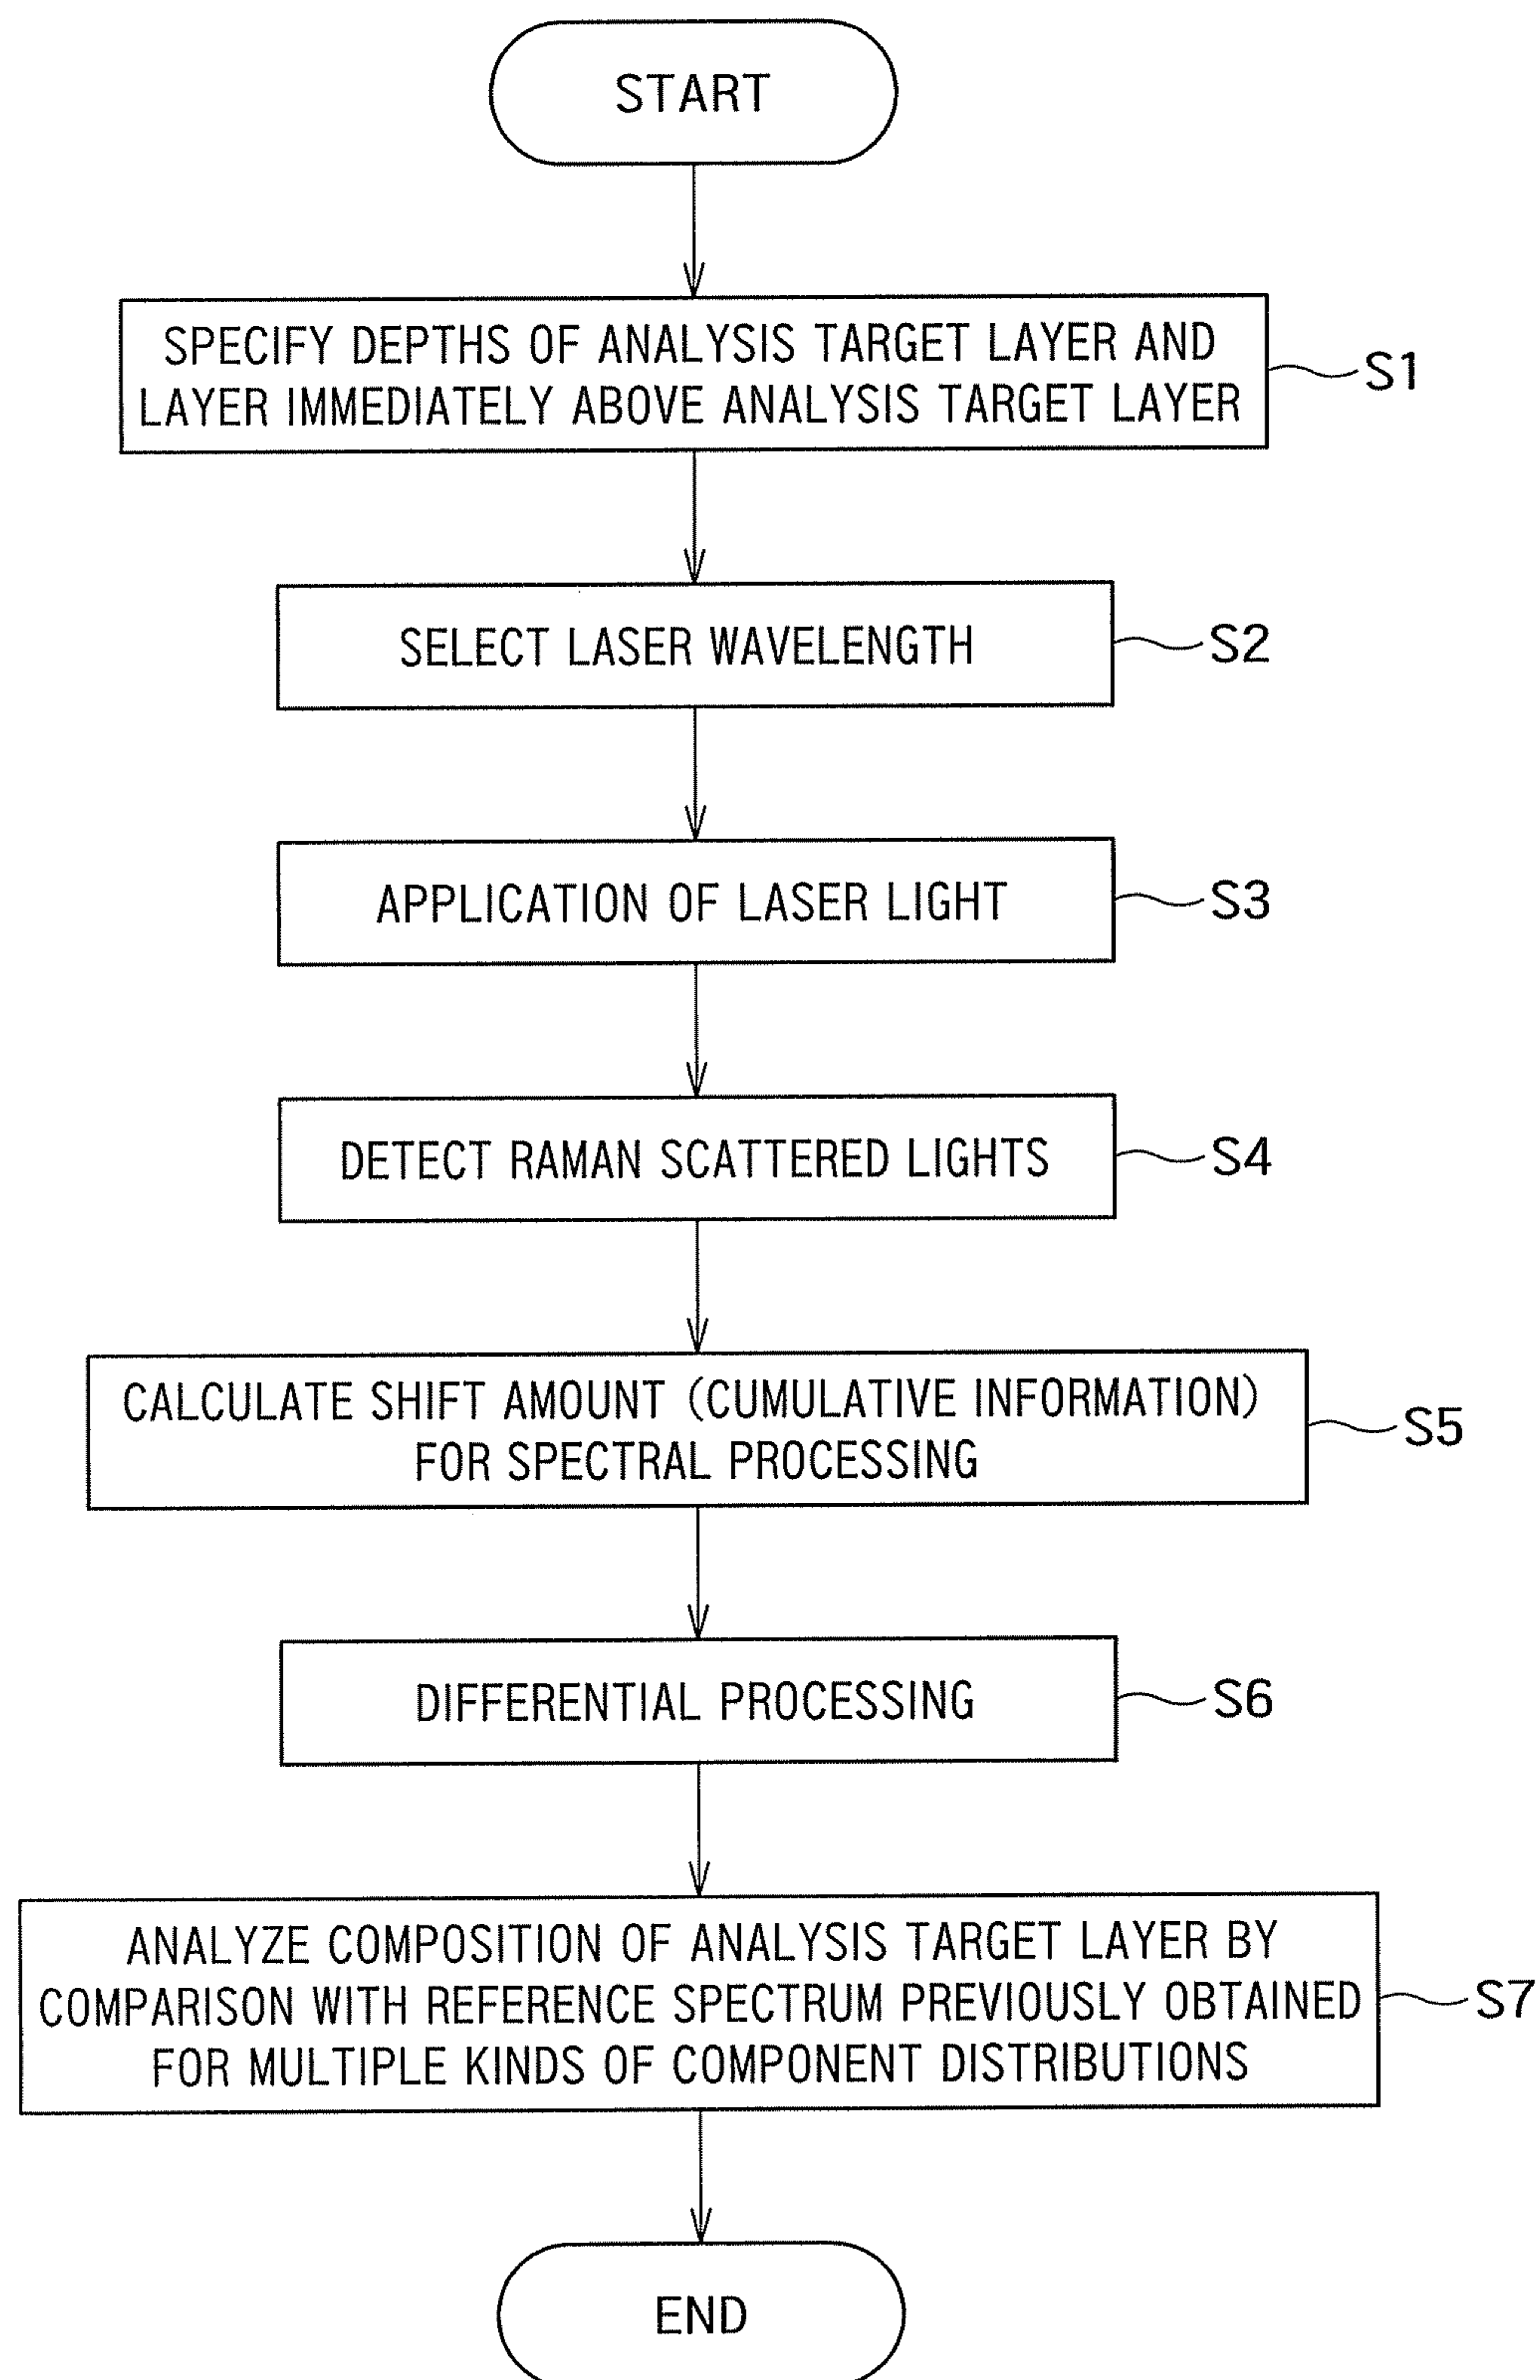 START
SPECIFY DEPTHS OF ANALYSIS TARGET LAYER AND
LAYER IMMEDIATELY ABOVE ANALYSIS TARGET LAYER
S1
SELECT LASER WAVELENGTH
S2
APPLICATION OF LASER LIGHT
S3
DETECT RAMAN SCATTERED LIGHTS
S4
CALCULATE SHIFT AMOUNT (CUMULATIVE INFORMATION)
FOR SPECTRAL PROCESSING
S5
DIFFERENTIAL PROCESSING
S6
ANALYZE COMPOSITION OF ANALYSIS TARGET LAYER BY
COMPARISON WITH REFERENCE SPECTRUM PREVIOUSLY OBTAINED
FOR MULTIPLE KINDS OF COMPONENT DISTRIBUTIONS
S7
END